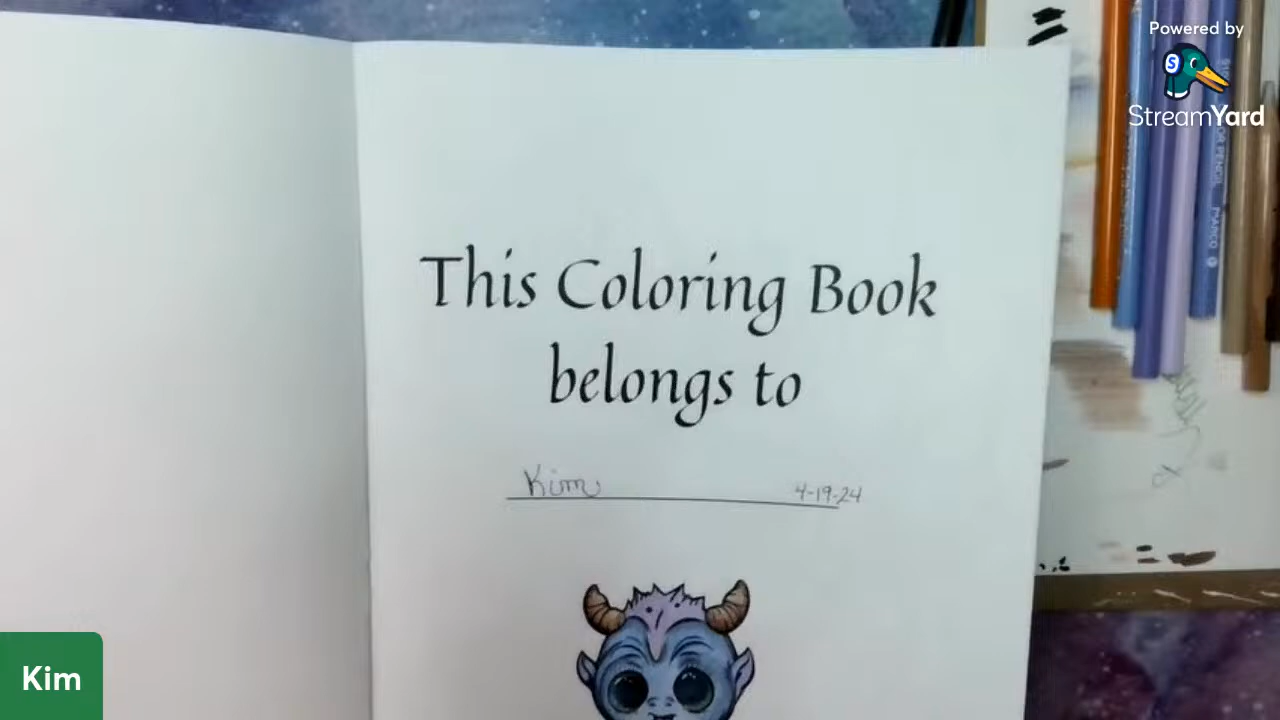 Powered by
StreamYard
This Coloring Book
belongs to
Kim 4-19-24
Kim